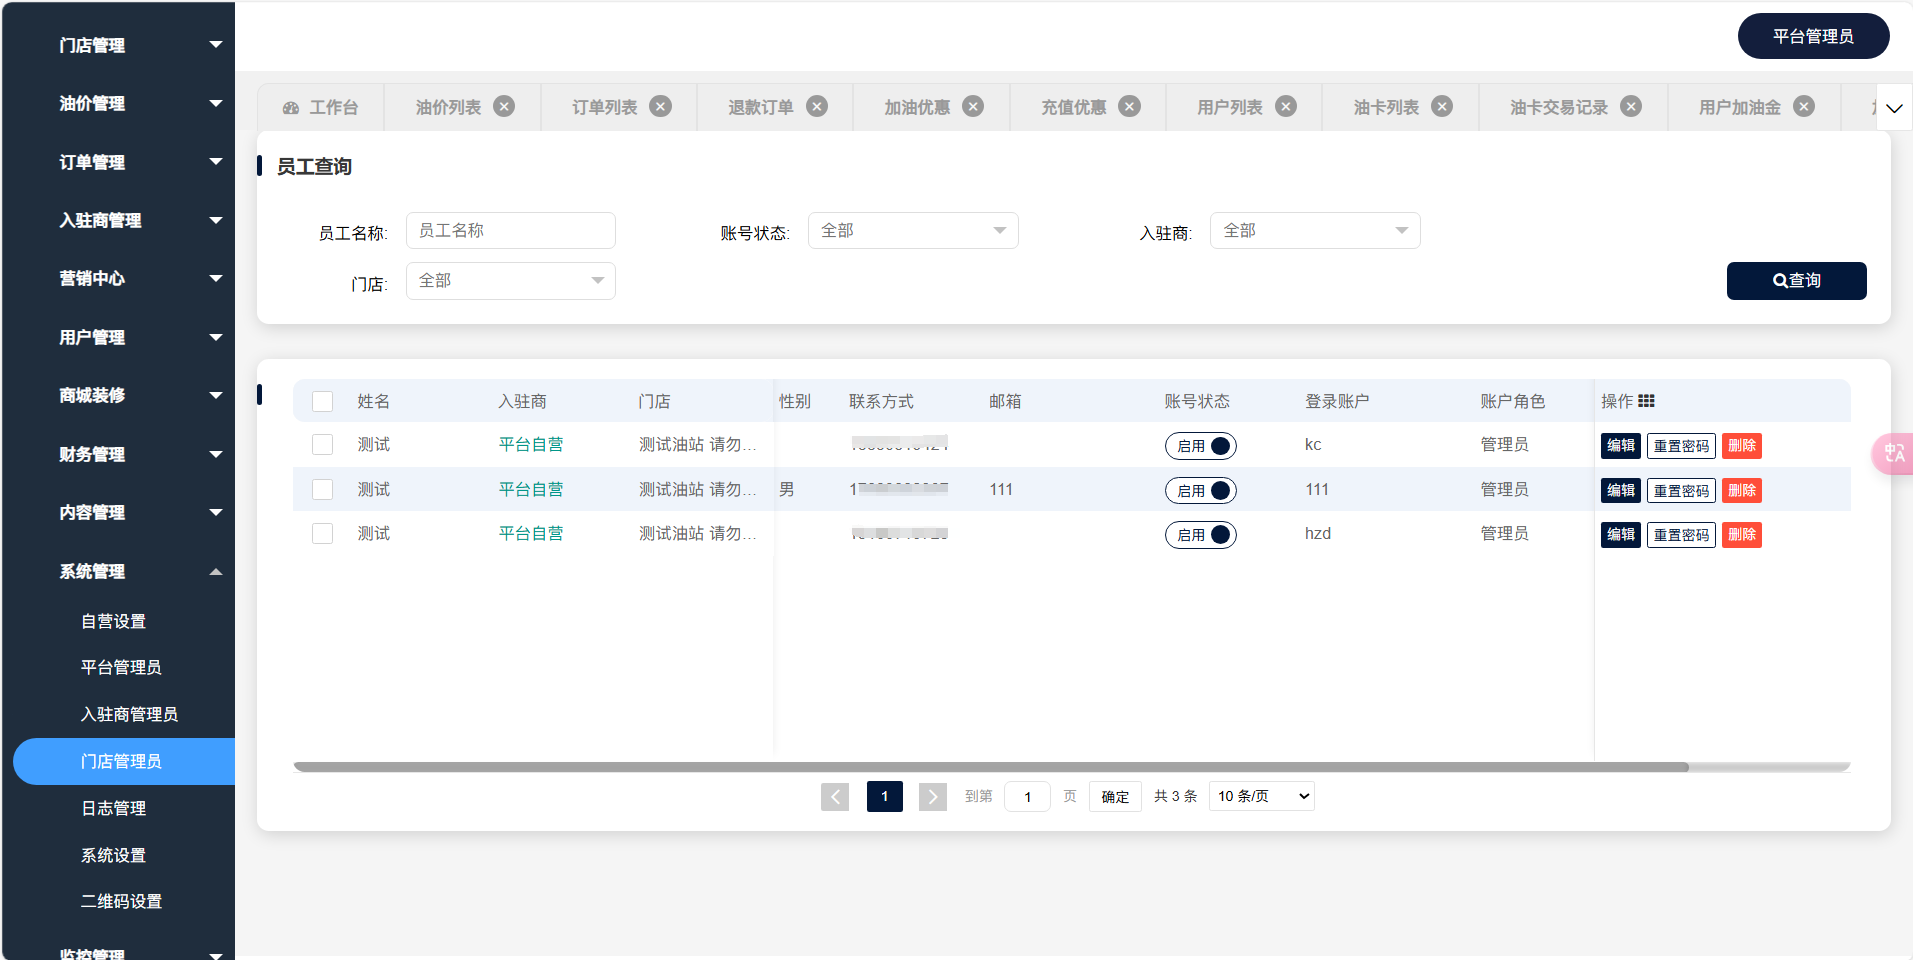 平台管理员
门店管理
油价管理
订单管理
入驻商管理
营销中心
用户管理
商城装修
财务管理
内容管理
系统管理
自营设置
平台管理员
入驻商管理员
门店管理员
日志管理
系统设置
二维码设置
监控管理
工作台 油价列表 订单列表 退款订单 加油优惠 充值优惠 用户列表 油卡列表 油卡交易记录 用户加油金
员工查询
员工名称: 员工名称 账号状态: 全部 入驻商: 全部
门店: 全部 查询
姓名 入驻商 门店 性别 联系方式 邮箱 账号状态 登录账户 账户角色 操作
测试 平台自营 测试油站 请勿... 启用 kc 管理员 编辑 重置密码 删除
测试 平台自营 测试油站 请勿... 男 111 启用 111 管理员 编辑 重置密码 删除
测试 平台自营 测试油站 请勿... 启用 hzd 管理员 编辑 重置密码 删除
1 到第 1 页 确定 共 3 条 10 条/页
中A